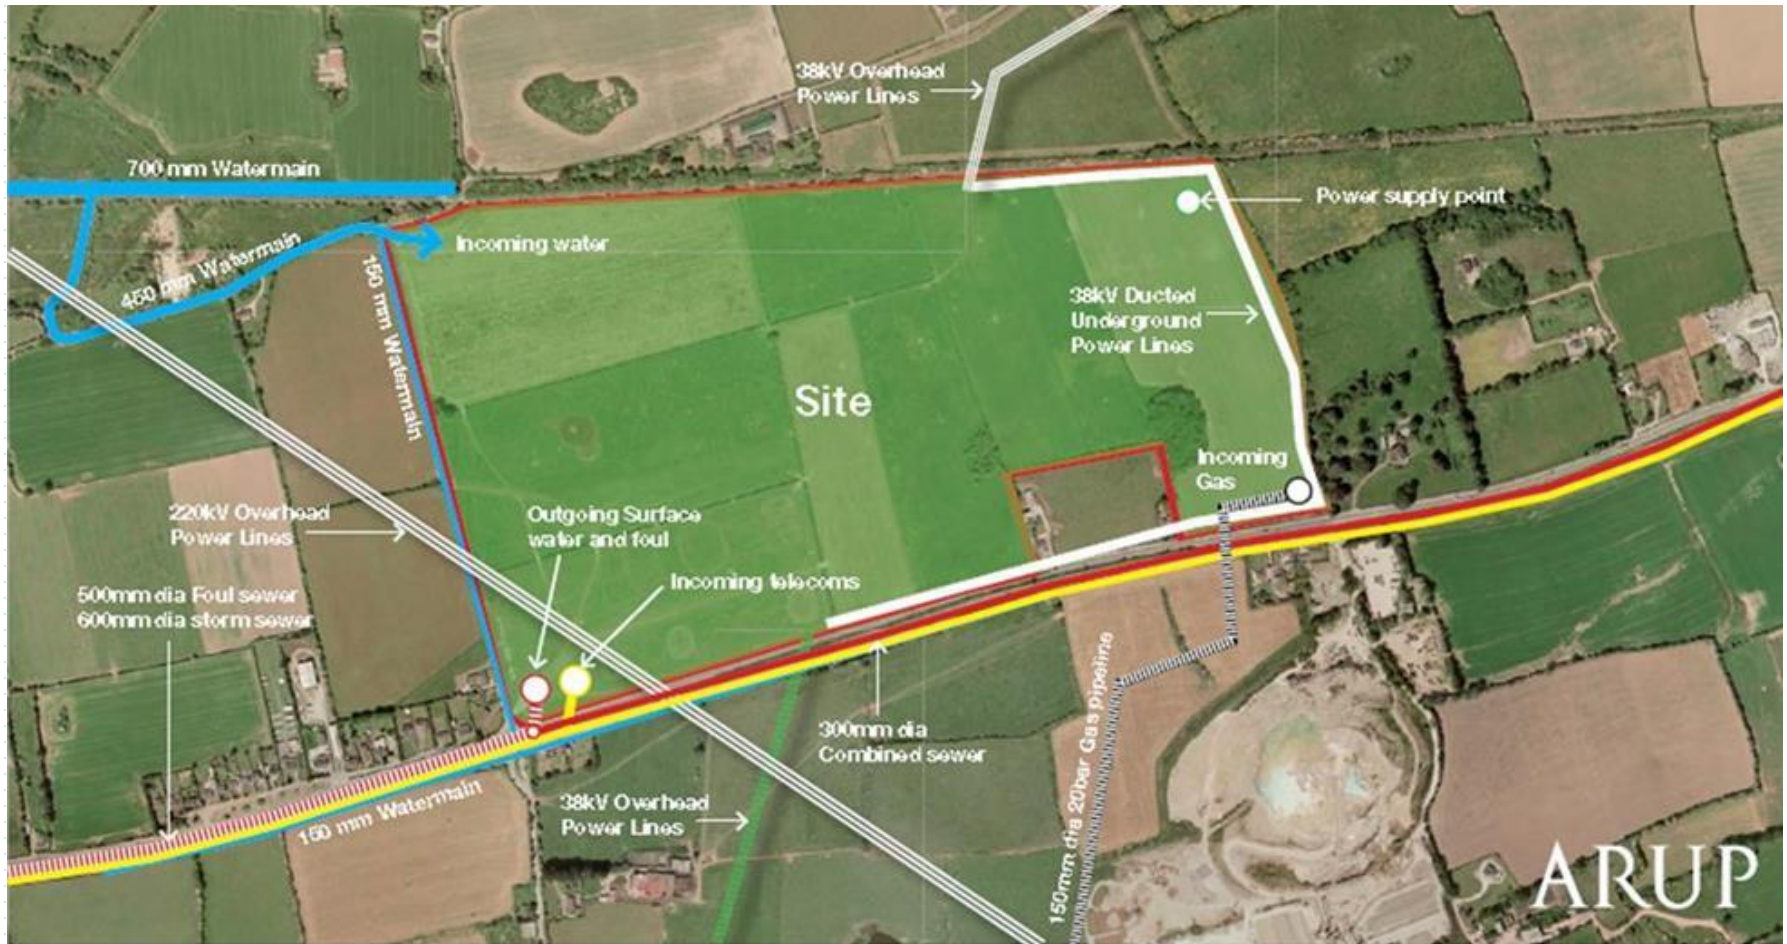 38kV Overhead
Power Lines
700 mm Watermain
Power supply point
Incoming water
450 mm Watermain
150 mm Watermain
38kV Ducted
Underground
Power Lines
Site
Incoming
Gas
220kV Overhead
Power Lines
Outgoing Surface
water and foul
Incoming telecoms
500mm dia Foul sewer
600mm dia storm sewer
300mm dia
Combined sewer
150mm dia 20bar Gas pipeline
38kV Overhead
Power Lines
150 mm Watermain
ARUP